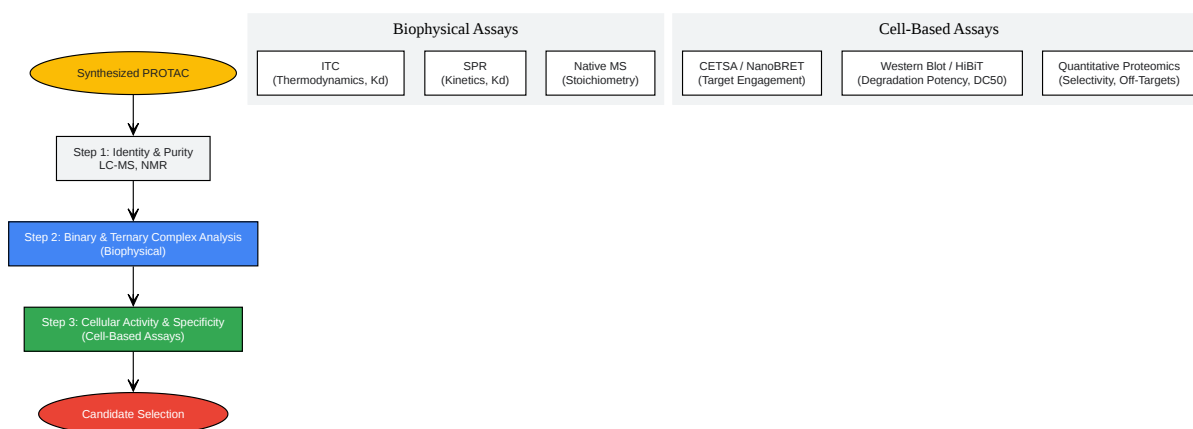 Synthesized PROTAC
Step 1: Identity & Purity
LC-MS, NMR
Step 2: Binary & Ternary Complex Analysis
(Biophysical)
Step 3: Cellular Activity & Specificity
(Cell-Based Assays)
Candidate Selection
Biophysical Assays
ITC
(Thermodynamics, Kd)
SPR
(Kinetics, Kd)
Native MS
(Stoichiometry)
Cell-Based Assays
CETSA / NanoBRET
(Target Engagement)
Western Blot / HiBiT
(Degradation Potency, DC50)
Quantitative Proteomics
(Selectivity, Off-Targets)